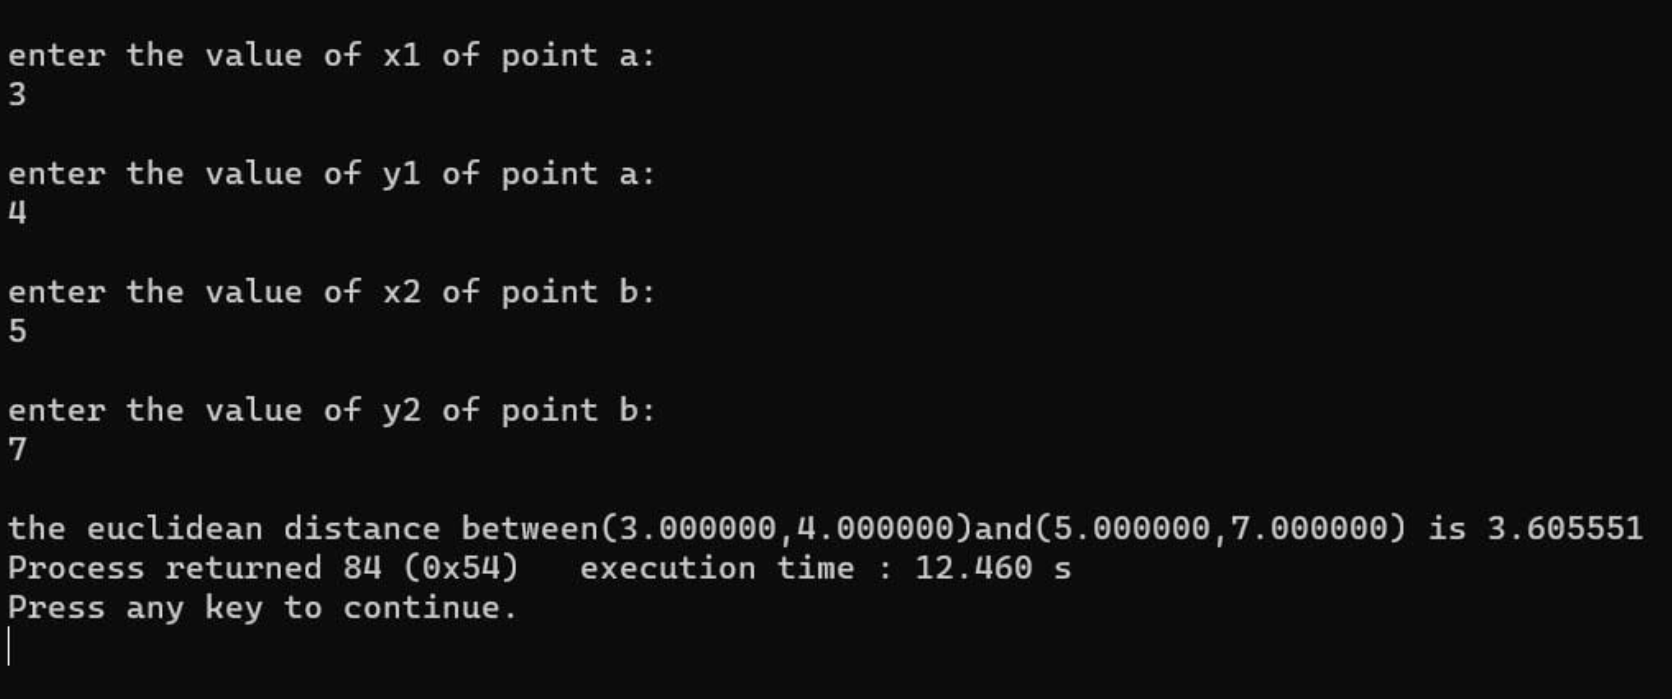 enter the value of x1 of point a:
3
enter the value of y1 of point a:
4
enter the value of x2 of point b:
5
enter the value of y2 of point b:
7
the euclidean distance between(3.000000,4.000000)and(5.000000,7.000000) is 3.605551
Process returned 84 (0x54)   execution time : 12.460 s
Press any key to continue.